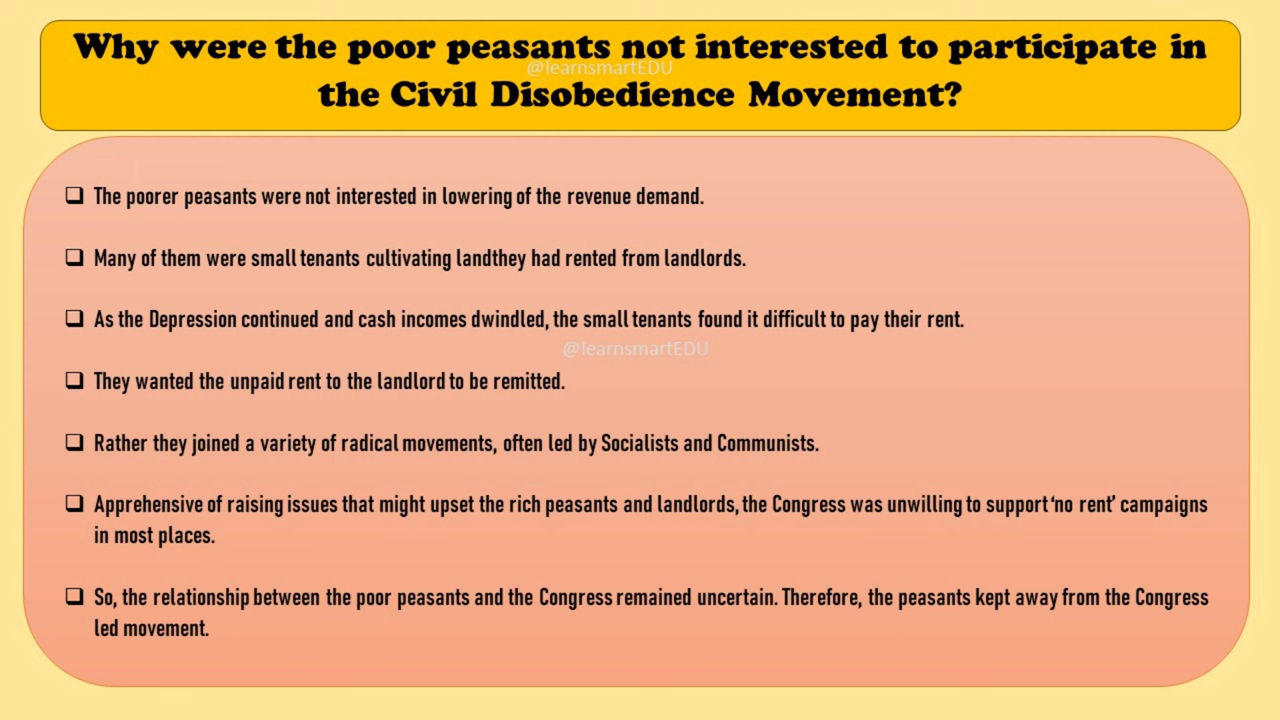 Why were the poor peasants not interested to participate in
@learnsmartEDU
the Civil Disobedience Movement?
The poorer peasants were not interested in lowering of the revenue demand.
Many of them were small tenants cultivating landthey had rented from landlords.
As the Depression continued and cash incomes dwindled, the small tenants found it difficult to pay their rent.
@learnsmartEDU
They wanted the unpaid rent to the landlord to be remitted.
Rather they joined a variety of radical movements, often led by Socialists and Communists.
Apprehensive of raising issues that might upset the rich peasants and landlords, the Congress was unwilling to support ‘no rent’ campaigns
in most places.
So, the relationship between the poor peasants and the Congress remained uncertain. Therefore, the peasants kept away from the Congress
led movement.